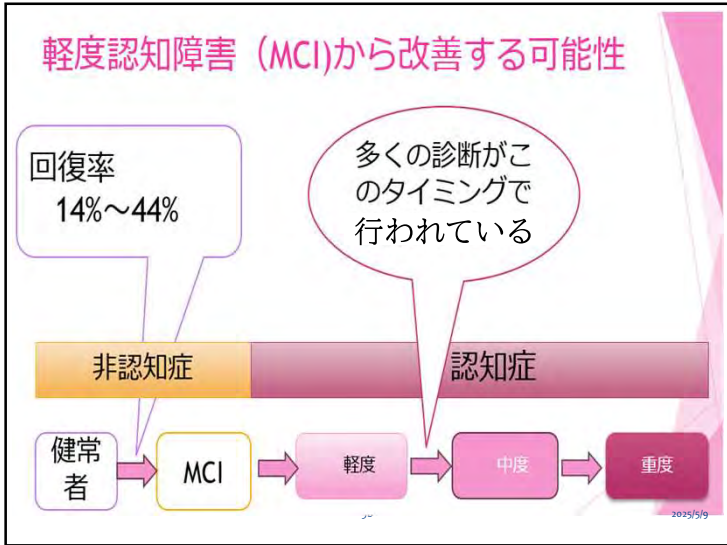 軽度認知障害（MCI)から改善する可能性
回復率
14%～44%
多くの診断がこ
のタイミングで
行われている
非認知症
認知症
健常
者
MCI
軽度
中度
重度
2025/5/9